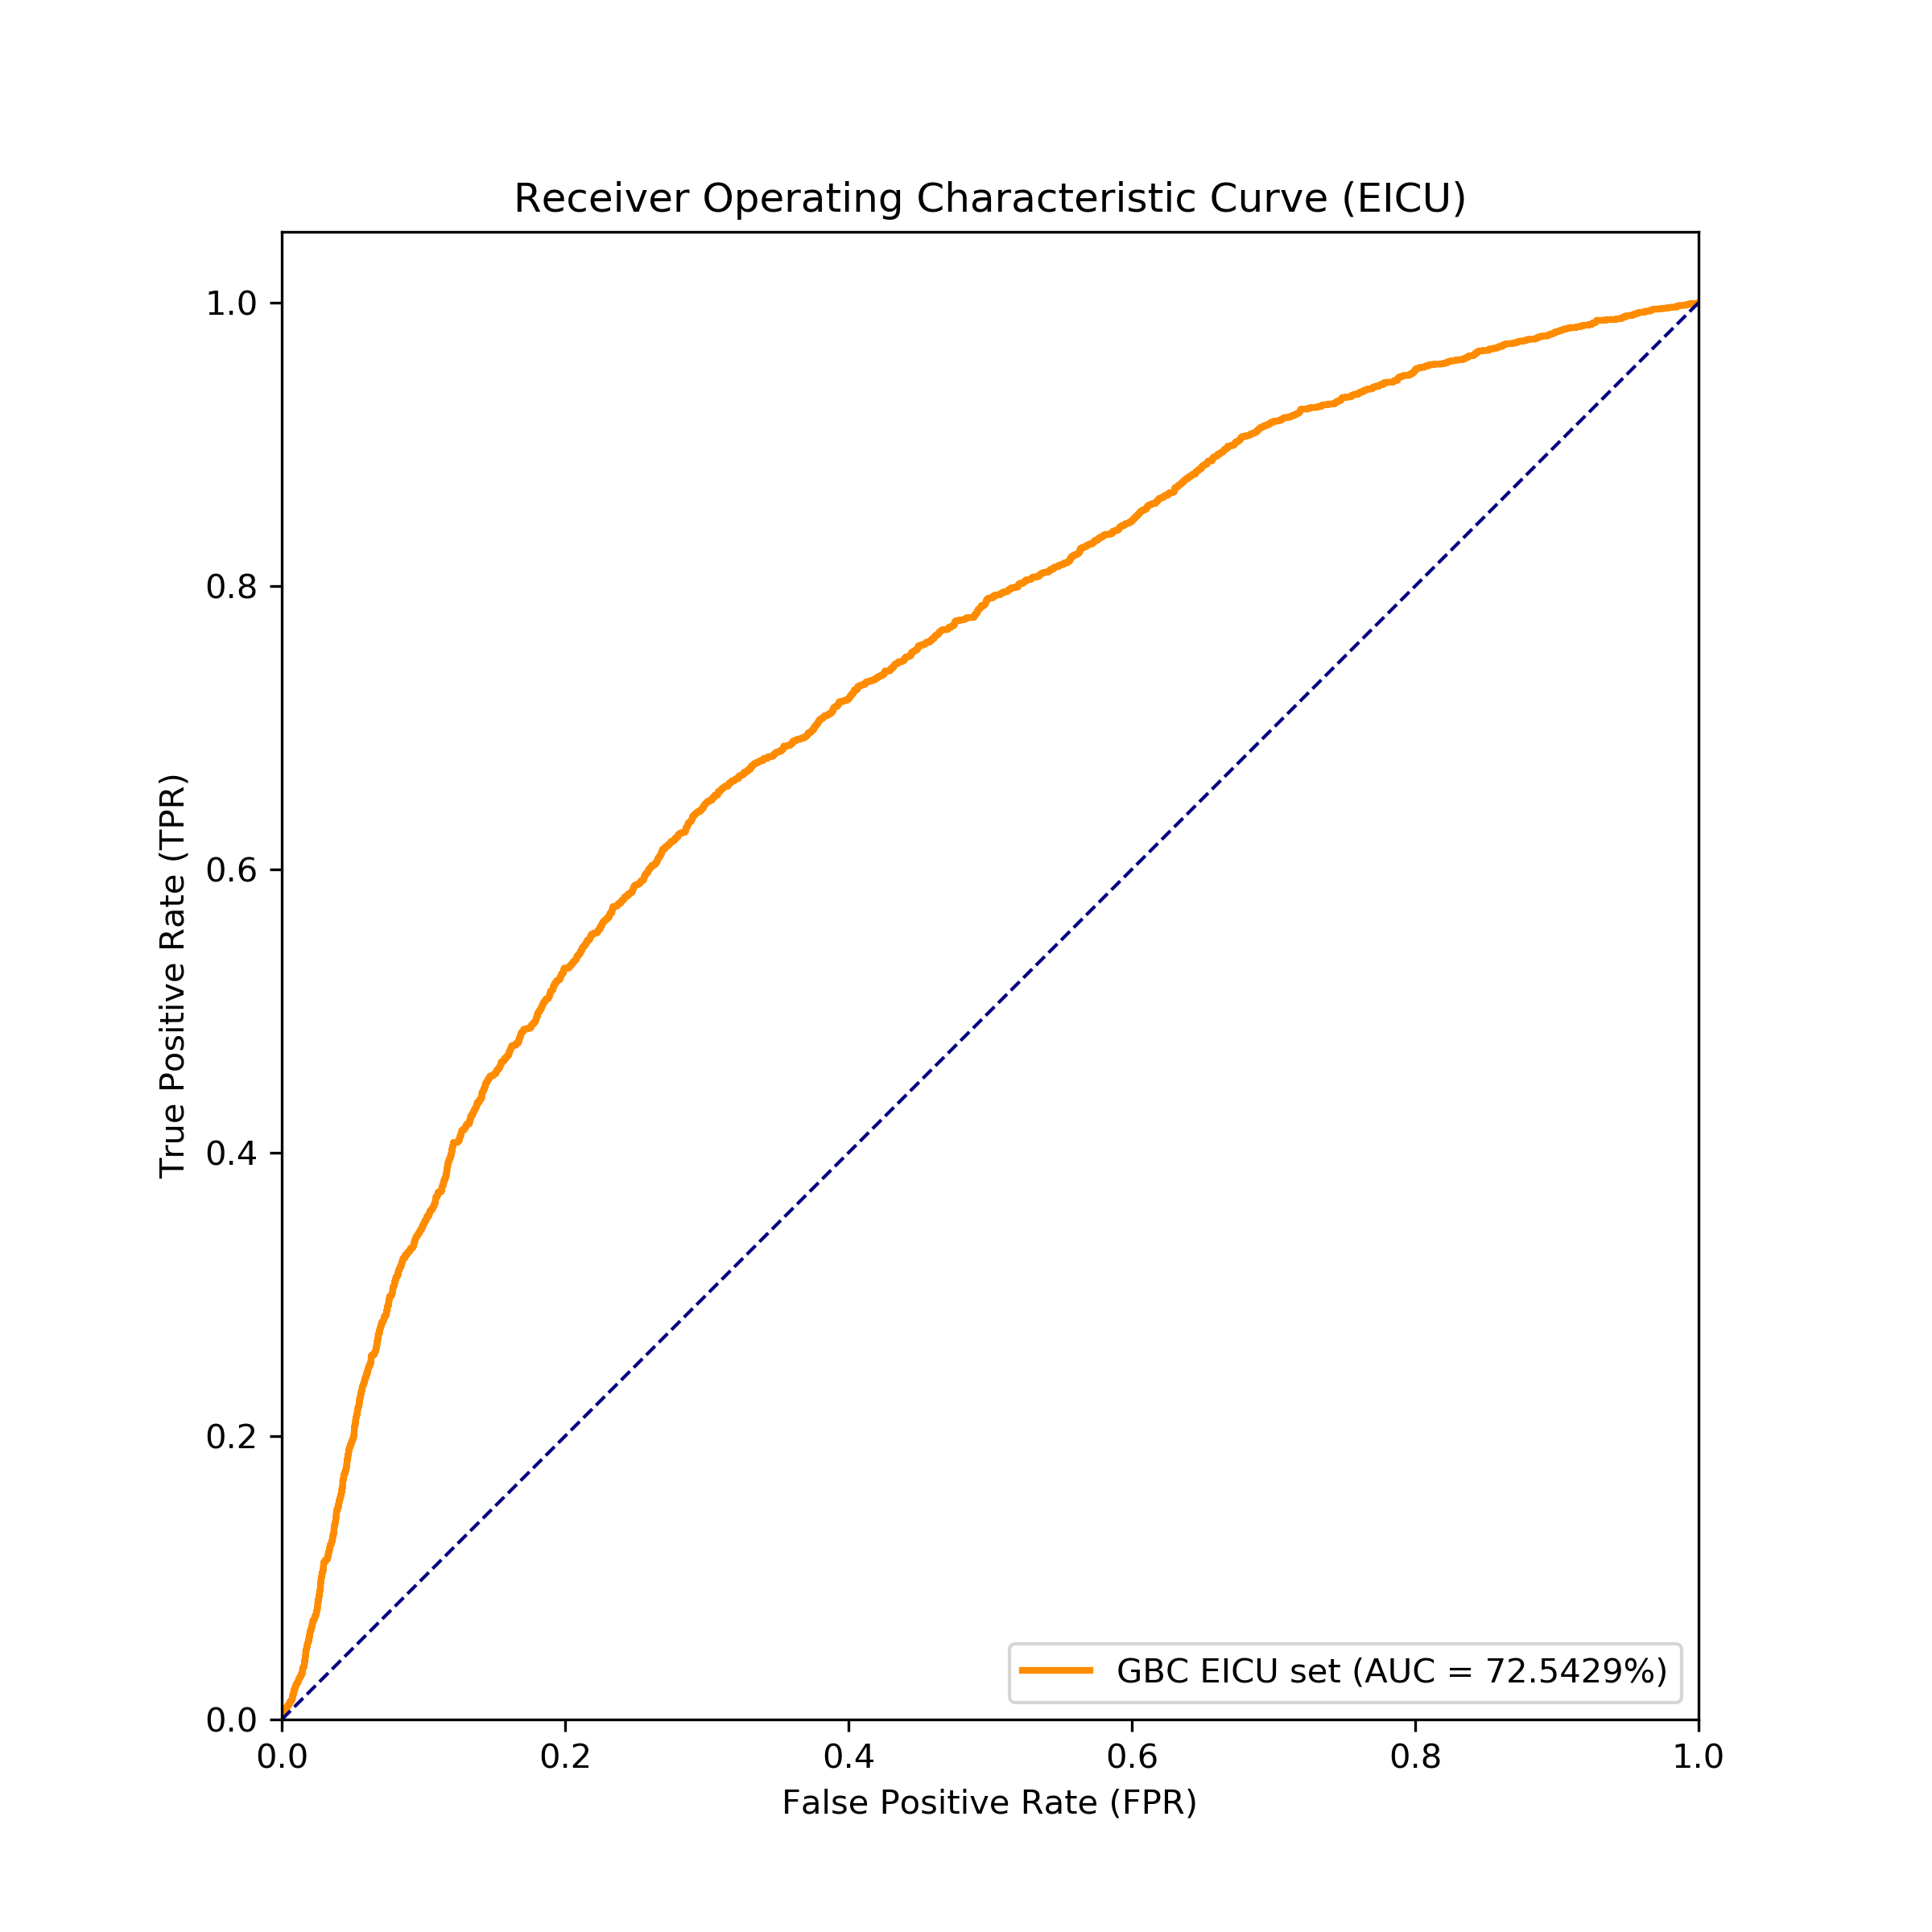 Receiver Operating Characteristic Curve (EICU)
True Positive Rate (TPR)
1.0
0.8
0.6
0.4
0.2
0.0
GBC EICU set (AUC = 72.5429%)
0.0 0.2 0.4 0.6 0.8 1.0
False Positive Rate (FPR)